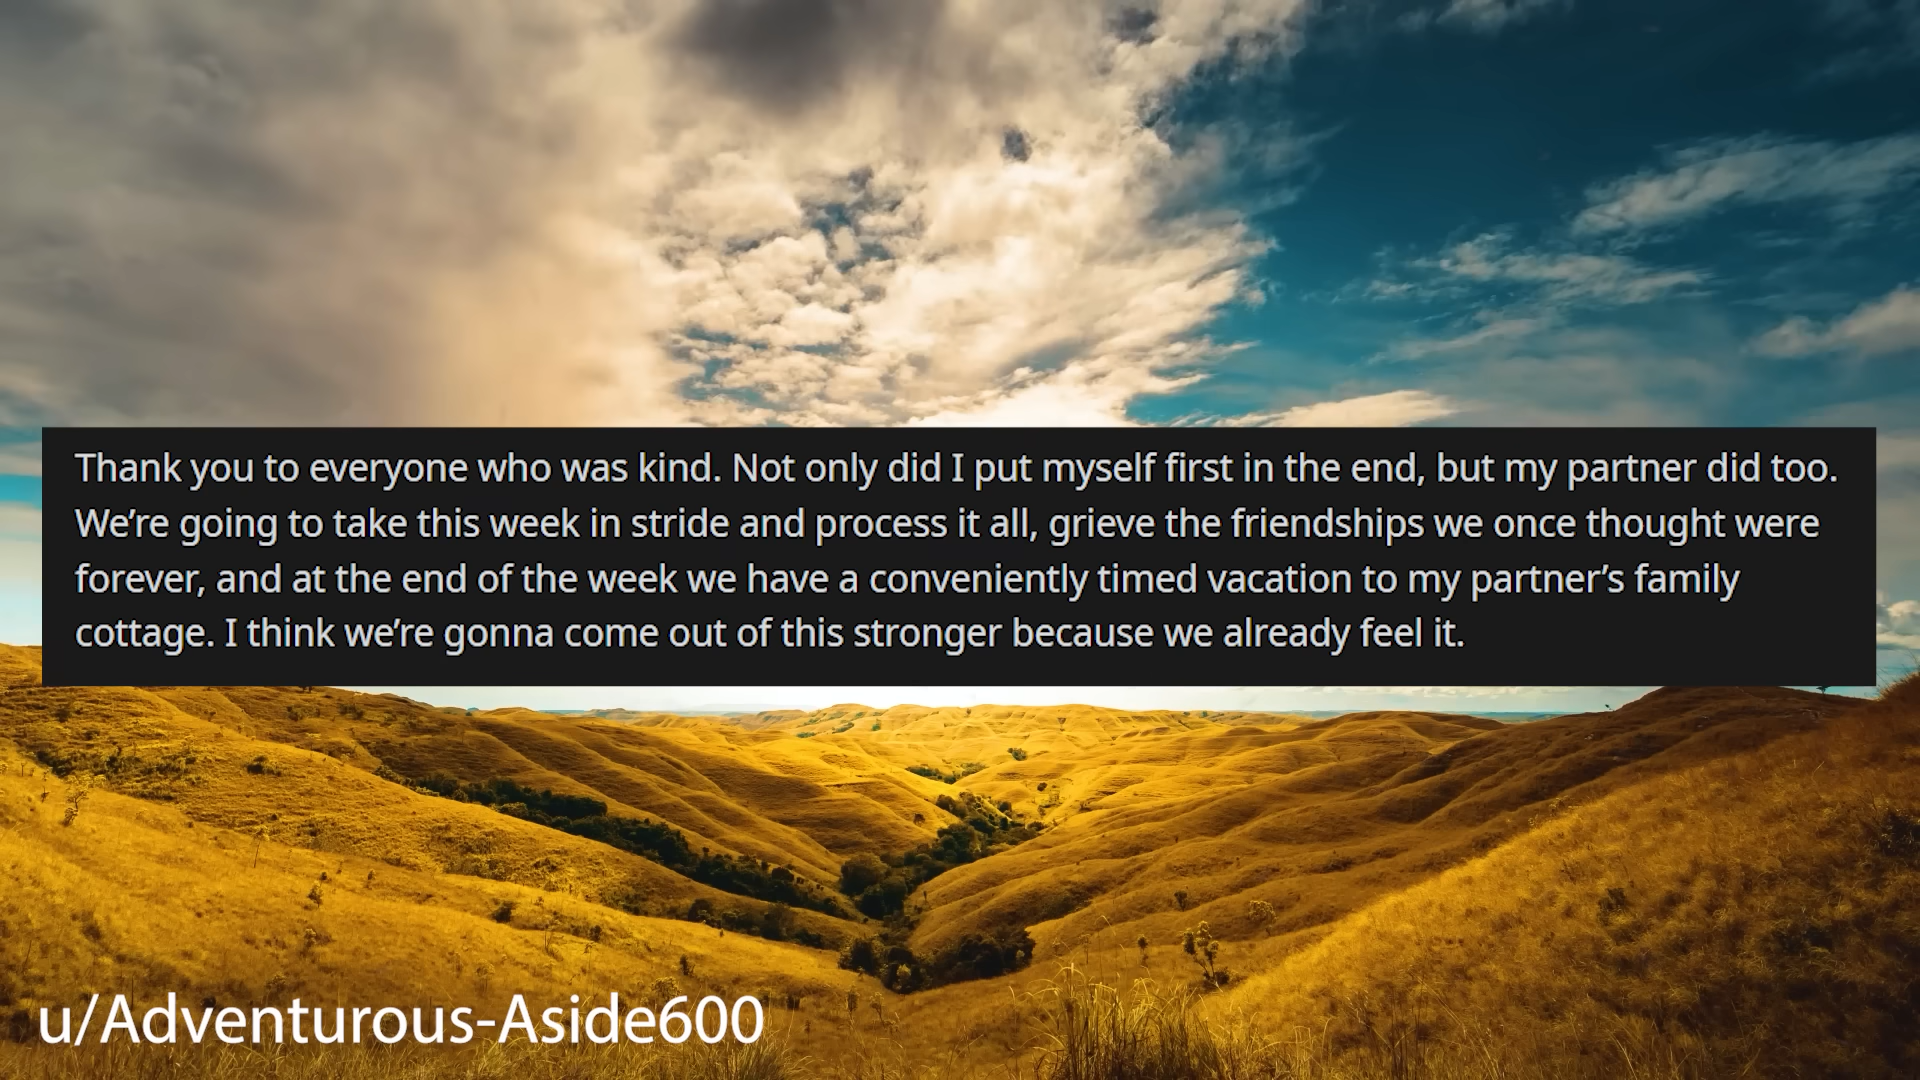 Thank you to everyone who was kind. Not only did I put myself first in the end, but my partner did too.
We’re going to take this week in stride and process it all, grieve the friendships we once thought were
forever, and at the end of the week we have a conveniently timed vacation to my partner’s family
cottage. I think we’re gonna come out of this stronger because we already feel it.
u/Adventurous-Aside600